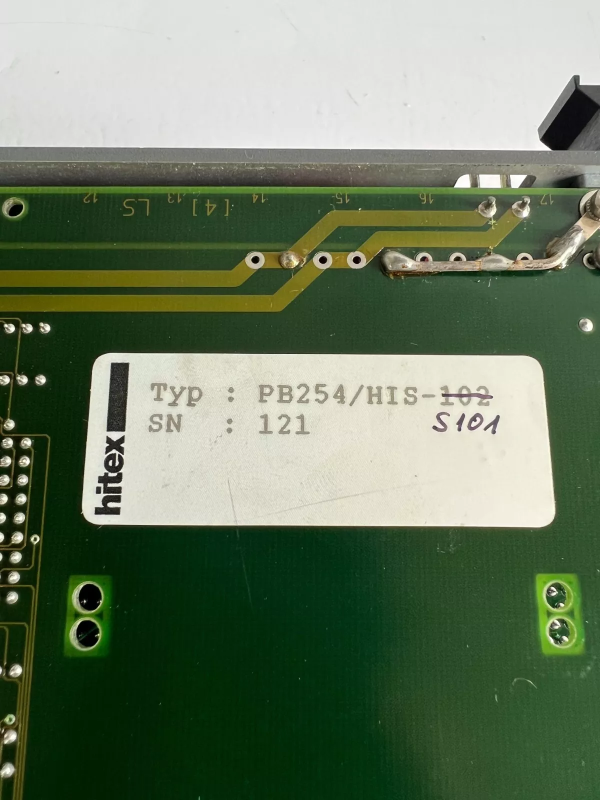 12 13 [4] LS 14 15 16 17
hitex
Typ : PB254/HIS-102
SN : 121
S101